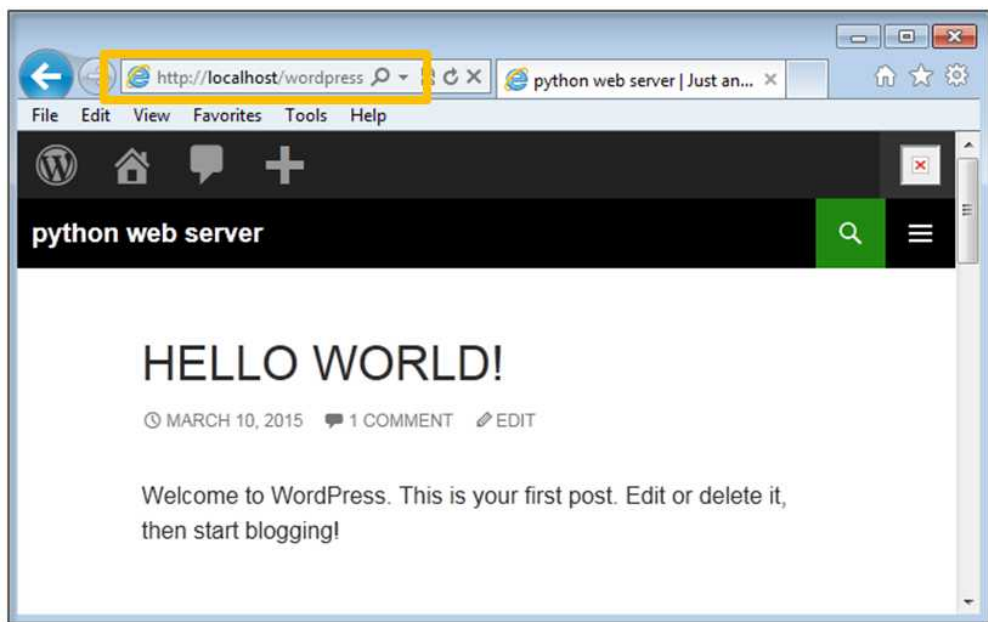 http://localhost/wordpress
python web server | Just an...
File Edit View Favorites Tools Help
python web server
HELLO WORLD!
MARCH 10, 2015 1 COMMENT EDIT
Welcome to WordPress. This is your first post. Edit or delete it,
then start blogging!